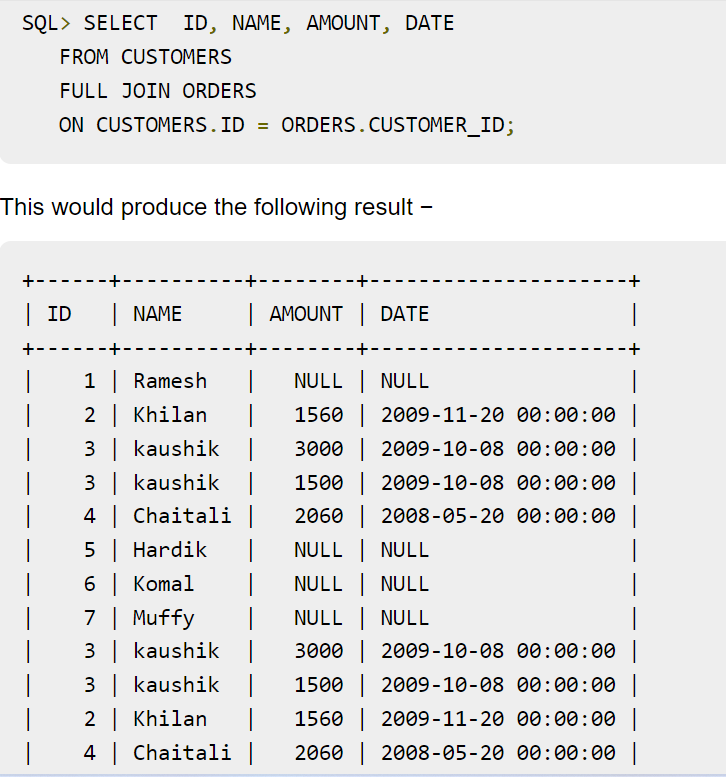 SQL> SELECT  ID, NAME, AMOUNT, DATE
   FROM CUSTOMERS
   FULL JOIN ORDERS
   ON CUSTOMERS.ID = ORDERS.CUSTOMER_ID;
This would produce the following result −
+------+----------+--------+---------------------+
| ID   | NAME     | AMOUNT | DATE                |
+------+----------+--------+---------------------+
|    1 | Ramesh   |   NULL | NULL                |
|    2 | Khilan   |   1560 | 2009-11-20 00:00:00 |
|    3 | kaushik  |   3000 | 2009-10-08 00:00:00 |
|    3 | kaushik  |   1500 | 2009-10-08 00:00:00 |
|    4 | Chaitali |   2060 | 2008-05-20 00:00:00 |
|    5 | Hardik   |   NULL | NULL                |
|    6 | Komal    |   NULL | NULL                |
|    7 | Muffy    |   NULL | NULL                |
|    3 | kaushik  |   3000 | 2009-10-08 00:00:00 |
|    3 | kaushik  |   1500 | 2009-10-08 00:00:00 |
|    2 | Khilan   |   1560 | 2009-11-20 00:00:00 |
|    4 | Chaitali |   2060 | 2008-05-20 00:00:00 |